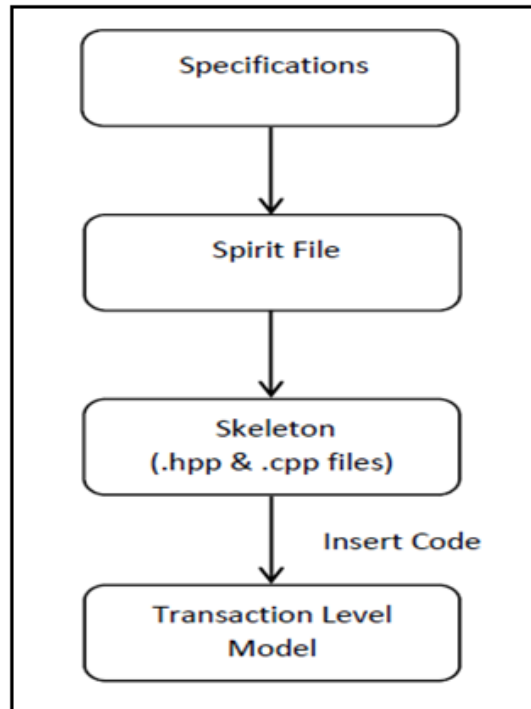 Specifications
Spirit File
Skeleton
(.hpp & .cpp files)
Insert Code
Transaction Level
Model